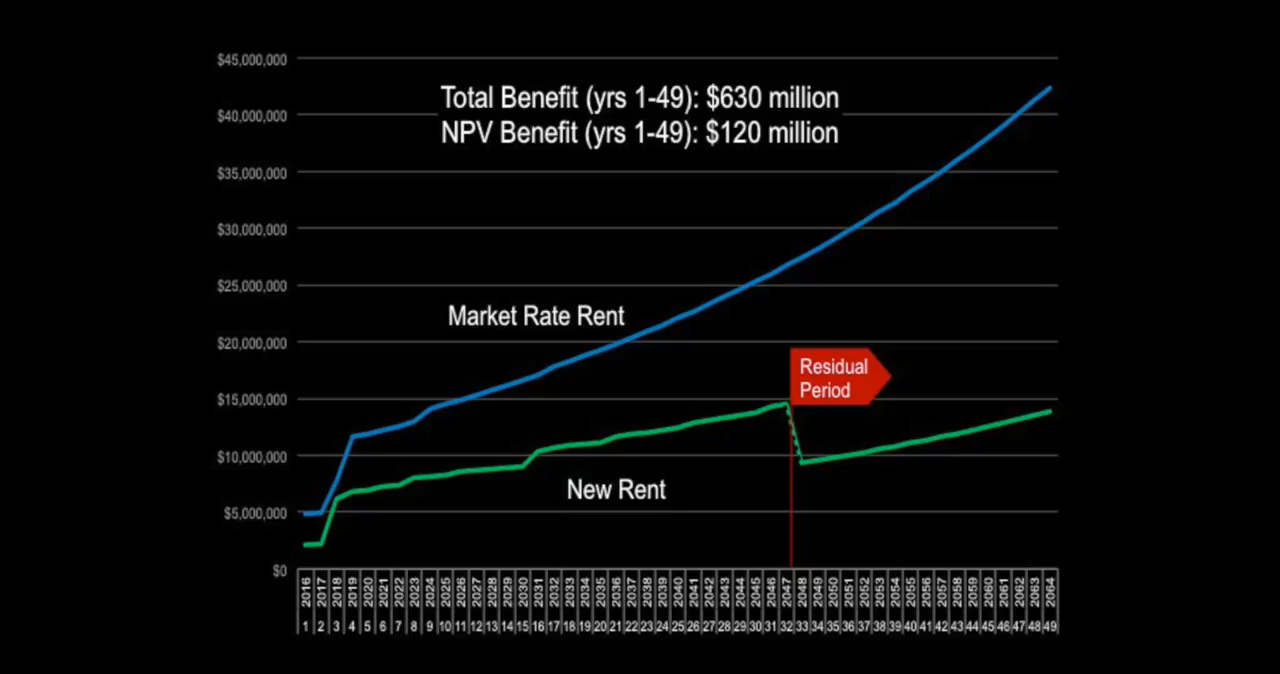 $45,000,000
Total Benefit (yrs 1-49): $630 million
$40,000,000
NPV Benefit (yrs 1-49): $120 million
$35,000,000
$30,000,000
$25,000,000
Market Rate Rent
$20,000,000
Residual
Period
$15,000,000
$10,000,000
New Rent
$5,000,000
$0
2016 2017 2018 2019 2020 2021 2022 2023 2024 2025 2026 2027 2028 2029 2030 2031 2032 2033 2034 2035 2036 2037 2038 2039 2040 2041 2042 2043 2044 2045 2046 2047 2048 2049 2050 2051 2052 2053 2054 2055 2056 2057 2058 2059 2060 2061 2062 2063 2064
1 2 3 4 5 6 7 8 9 10 11 12 13 14 15 16 17 18 19 20 21 22 23 24 25 26 27 28 29 30 31 32 33 34 35 36 37 38 39 40 41 42 43 44 45 46 47 48 49